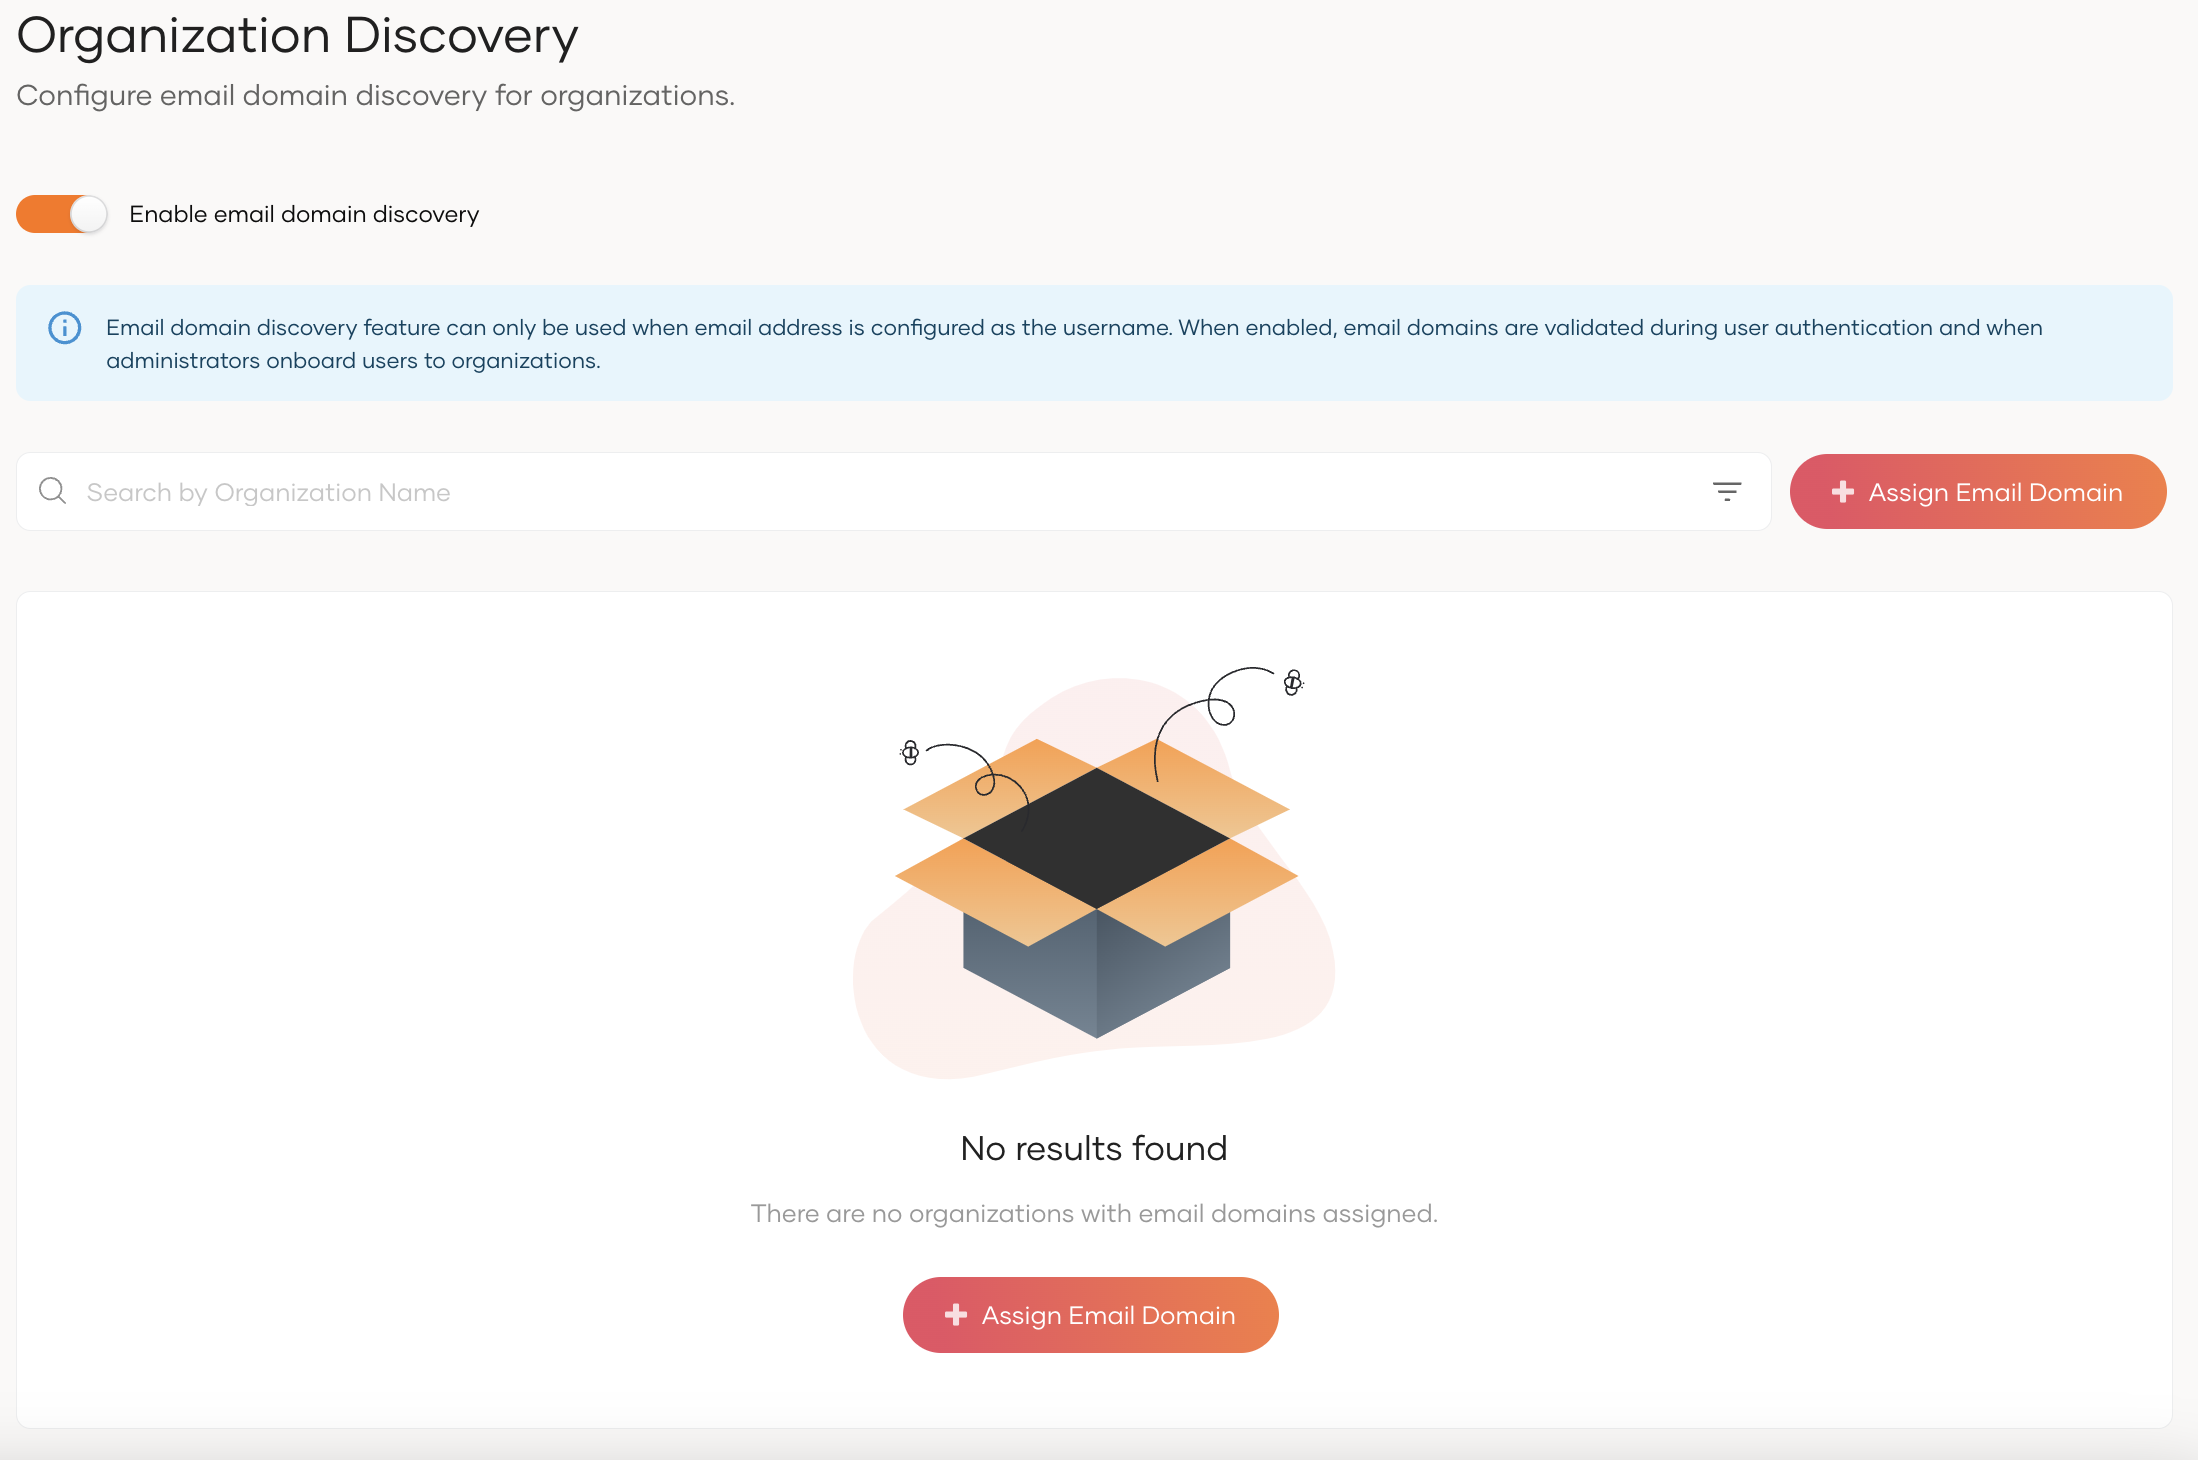 Organization Discovery
Configure email domain discovery for organizations.
Enable email domain discovery
Email domain discovery feature can only be used when email address is configured as the username. When enabled, email domains are validated during user authentication and when
administrators onboard users to organizations.
Search by Organization Name
Assign Email Domain
No results found
There are no organizations with email domains assigned.
Assign Email Domain